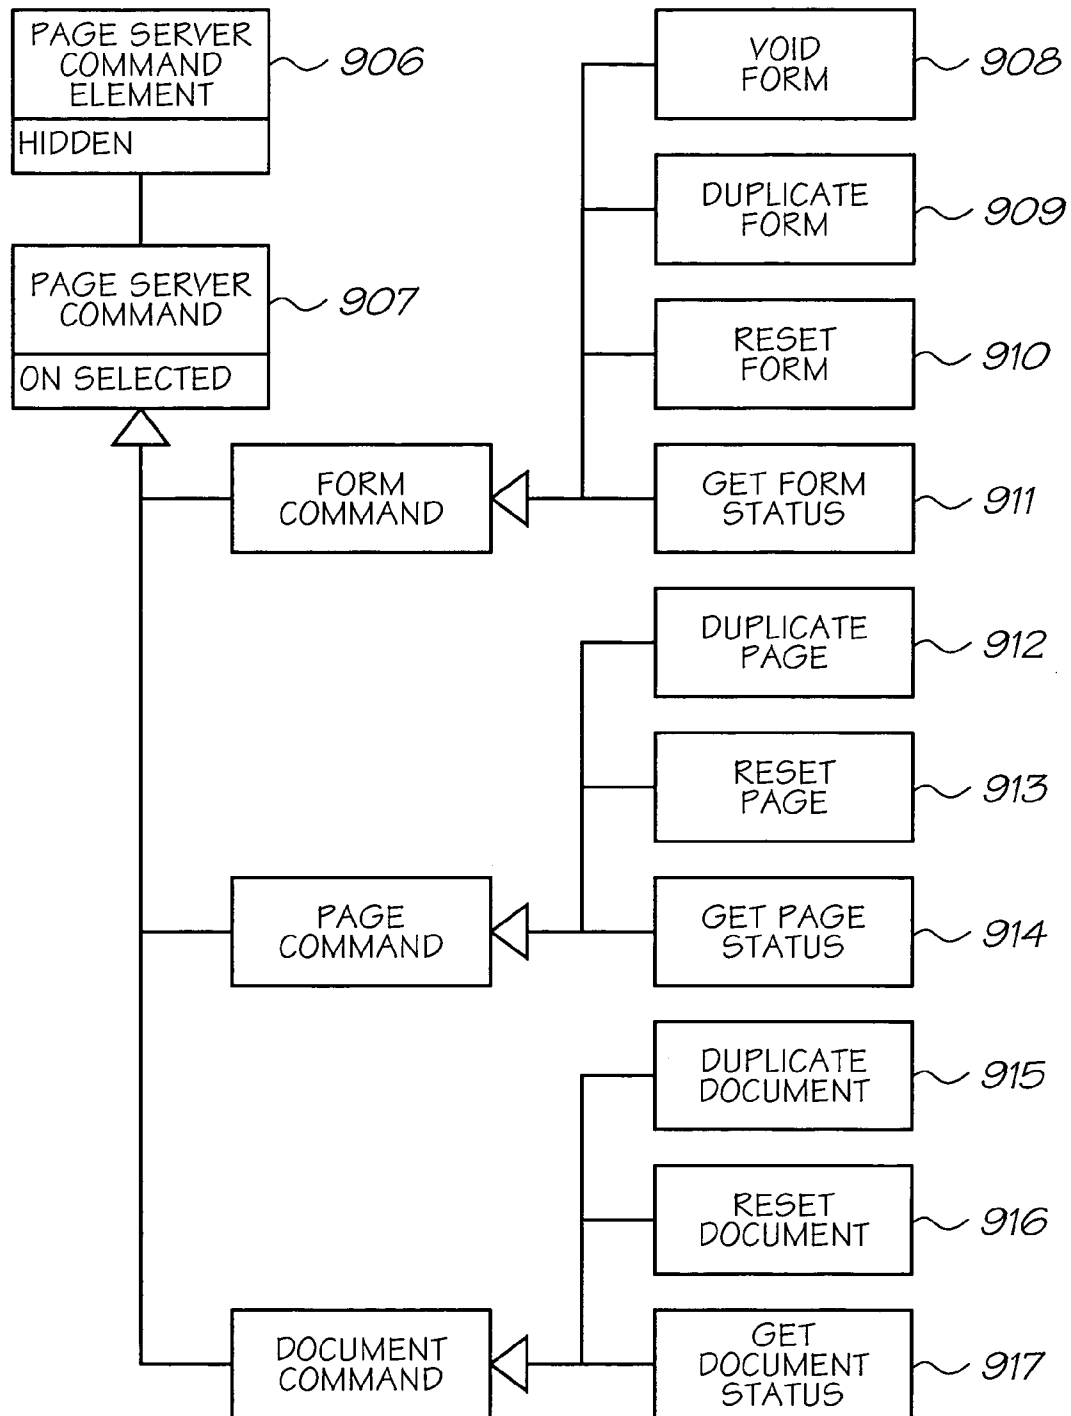 PAGE SERVER
COMMAND
ELEMENT
906
HIDDEN
PAGE SERVER
COMMAND
907
ON SELECTED
FORM
COMMAND
VOID
FORM
908
DUPLICATE
FORM
909
RESET
FORM
910
GET FORM
STATUS
911
PAGE
COMMAND
DUPLICATE
PAGE
912
RESET
PAGE
913
GET PAGE
STATUS
914
DOCUMENT
COMMAND
DUPLICATE
DOCUMENT
915
RESET
DOCUMENT
916
GET
DOCUMENT
STATUS
917